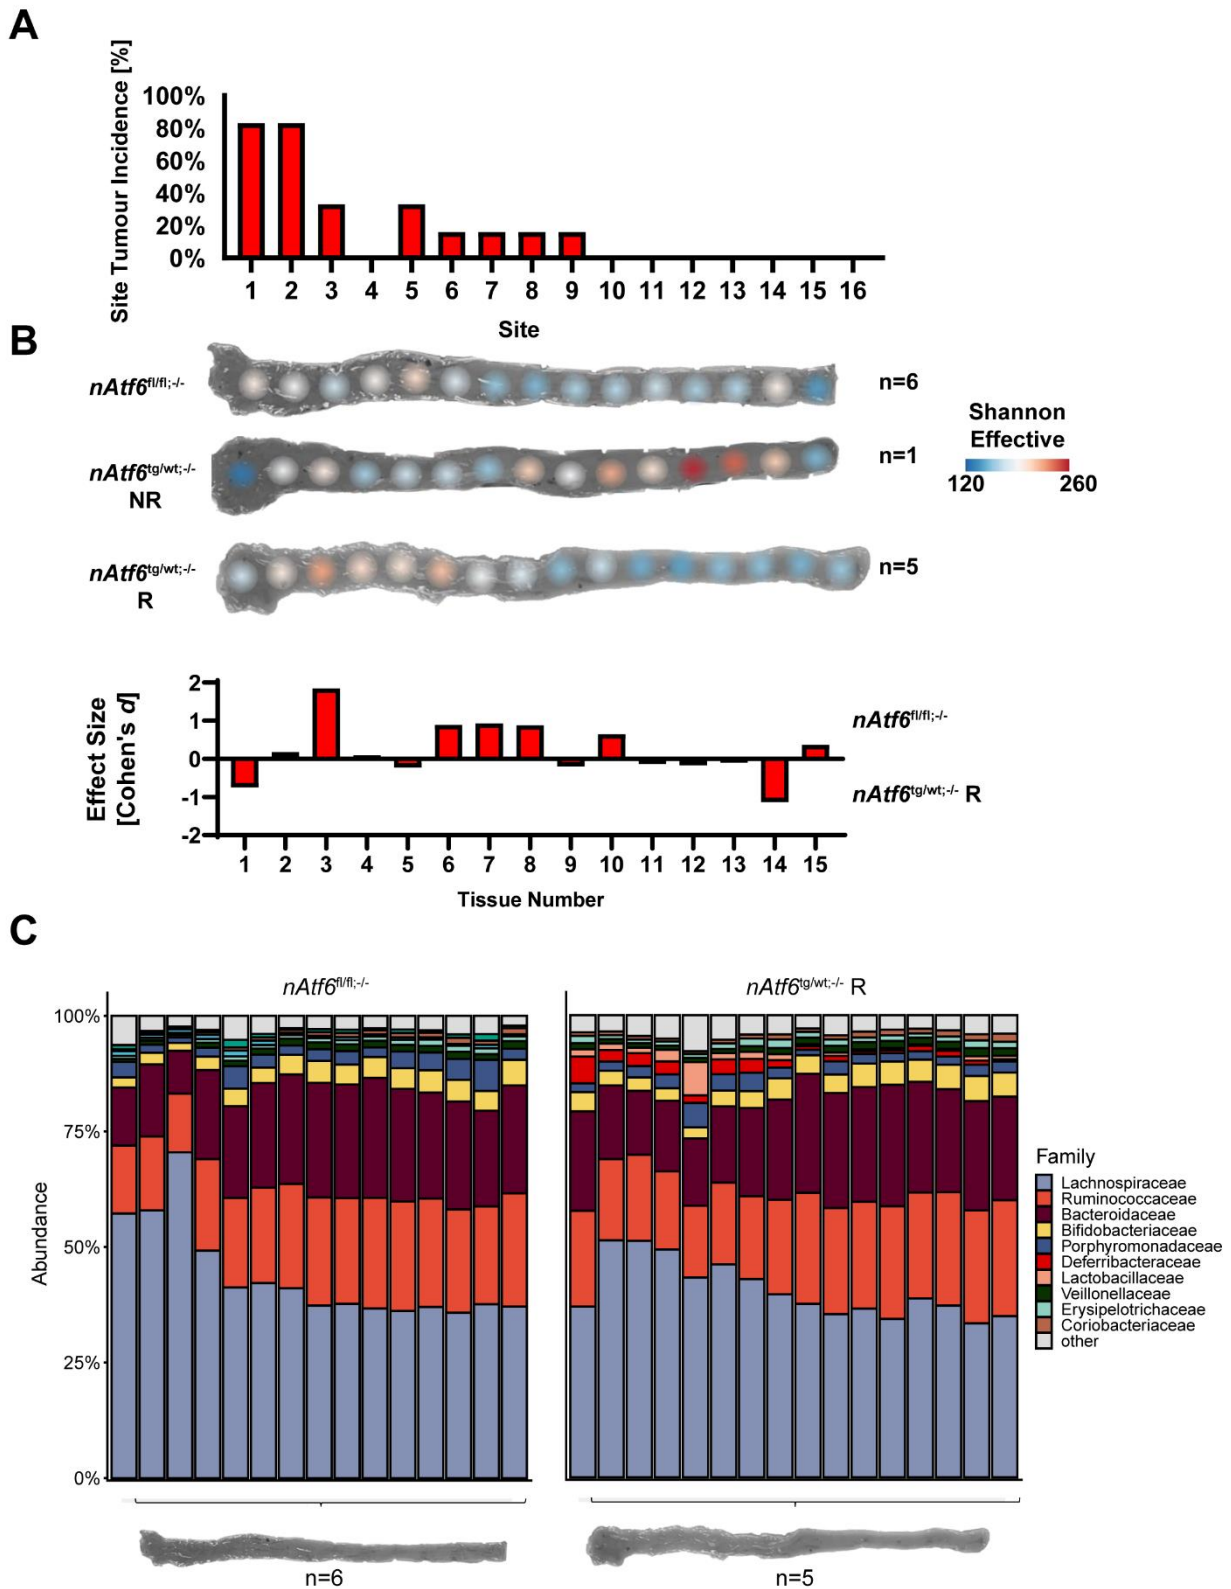 A
Site Tumour Incidence [%]
100%
80%
60%
40%
20%
0%
1 2 3 4 5 6 7 8 9 10 11 12 13 14 15 16
Site
B
nAtf6fl/fl;-/-
n=6
nAtf6tg/wt;-/-
NR
n=1
nAtf6tg/wt;-/-
R
n=5
Shannon
Effective
120 260
Effect Size
[Cohen's d]
2
1
0
-1
-2
nAtf6fl/fl;-/-
nAtf6tg/wt;-/- R
1 2 3 4 5 6 7 8 9 10 11 12 13 14 15
Tissue Number
C
nAtf6fl/fl;-/-
nAtf6tg/wt;-/- R
Abundance
100%
75%
50%
25%
0%
Family
Lachnospiraceae
Ruminococcaceae
Bacteroidaceae
Bifidobacteriaceae
Porphyromonadaceae
Deferribacteraceae
Lactobacillaceae
Veillonellaceae
Erysipelotrichaceae
Coriobacteriaceae
other
n=6
n=5